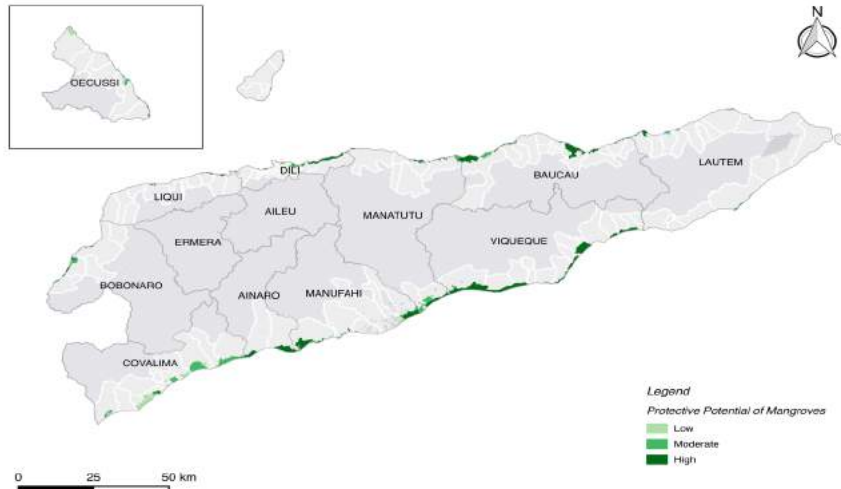 N
OECUSSI
DILI
LAUTEM
BAUCAU
LIQUI
AILEU
MANATUTU
VIQUEQUE
ERMERA
BOBONARO
AINARO
MANUFAHI
COVALIMA
Legend
Protective Potential of Mangroves
Low
Moderate
High
0 25 50 km